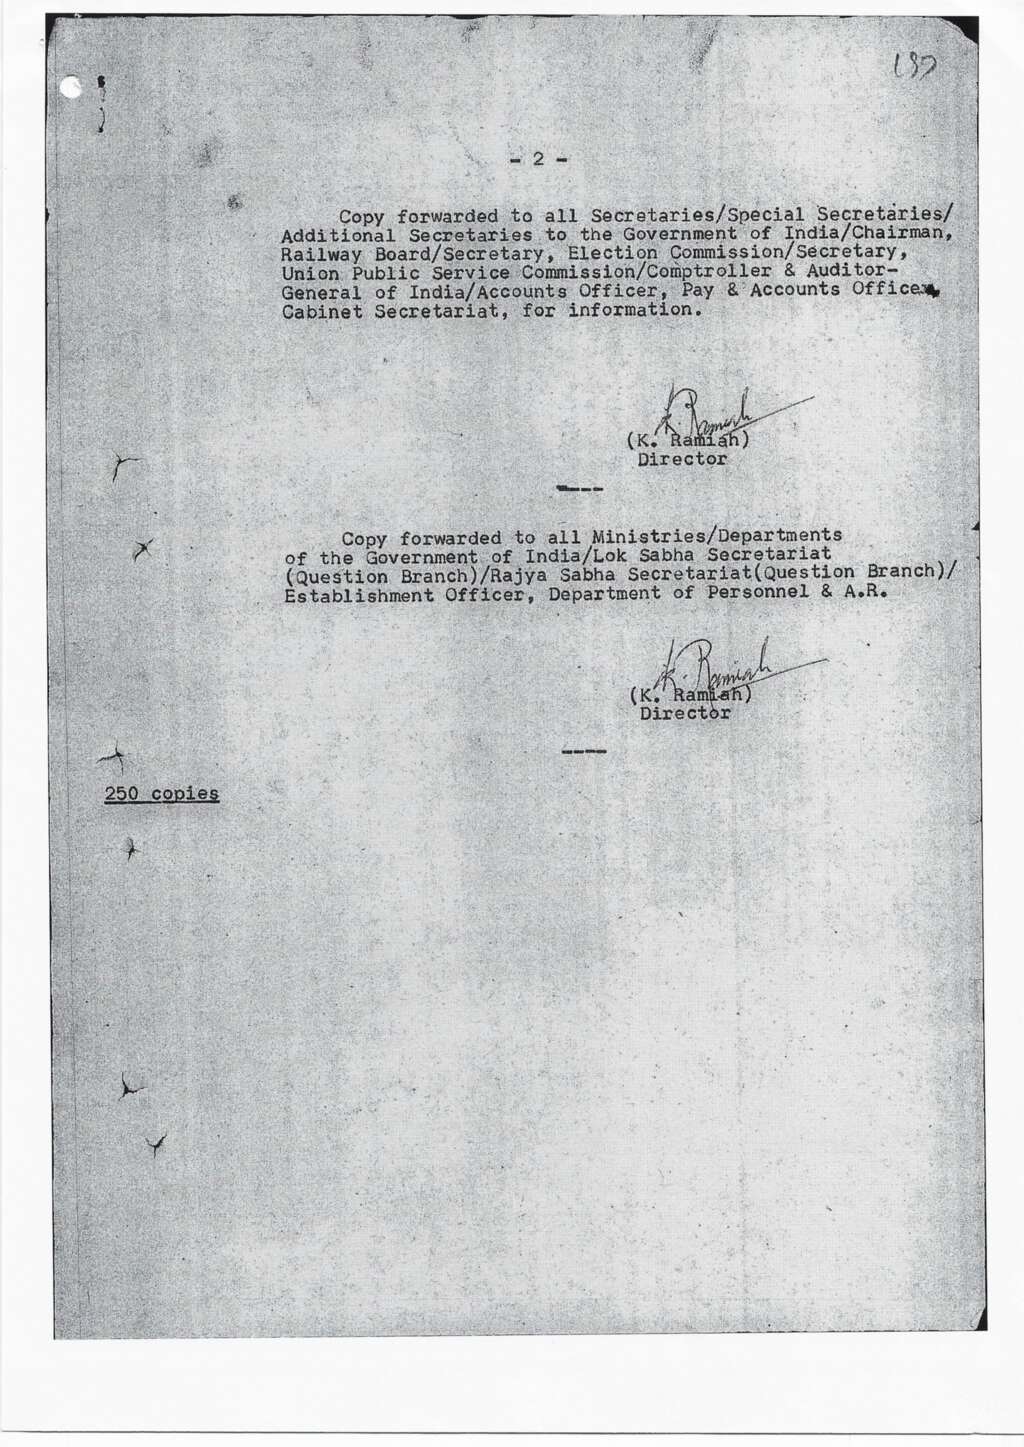 - 2 -
Copy forwarded to all Secretaries/Special Secretaries/
Additional Secretaries to the Government of India/Chairman,
Railway Board/Secretary, Election Commission/Secretary,
Union Public Service Commission/Comptroller & Auditor-
General of India/Accounts Officer, Pay & Accounts Office,
Cabinet Secretariat, for information.
K. Ramiah
(K. Ramiah)
Director
Copy forwarded to all Ministries/Departments
of the Government of India/Lok Sabha Secretariat
(Question Branch)/Rajya Sabha Secretariat(Question Branch)/
Establishment Officer, Department of Personnel & A.R.
K. Ramiah
(K. Ramiah)
Director
250 copies